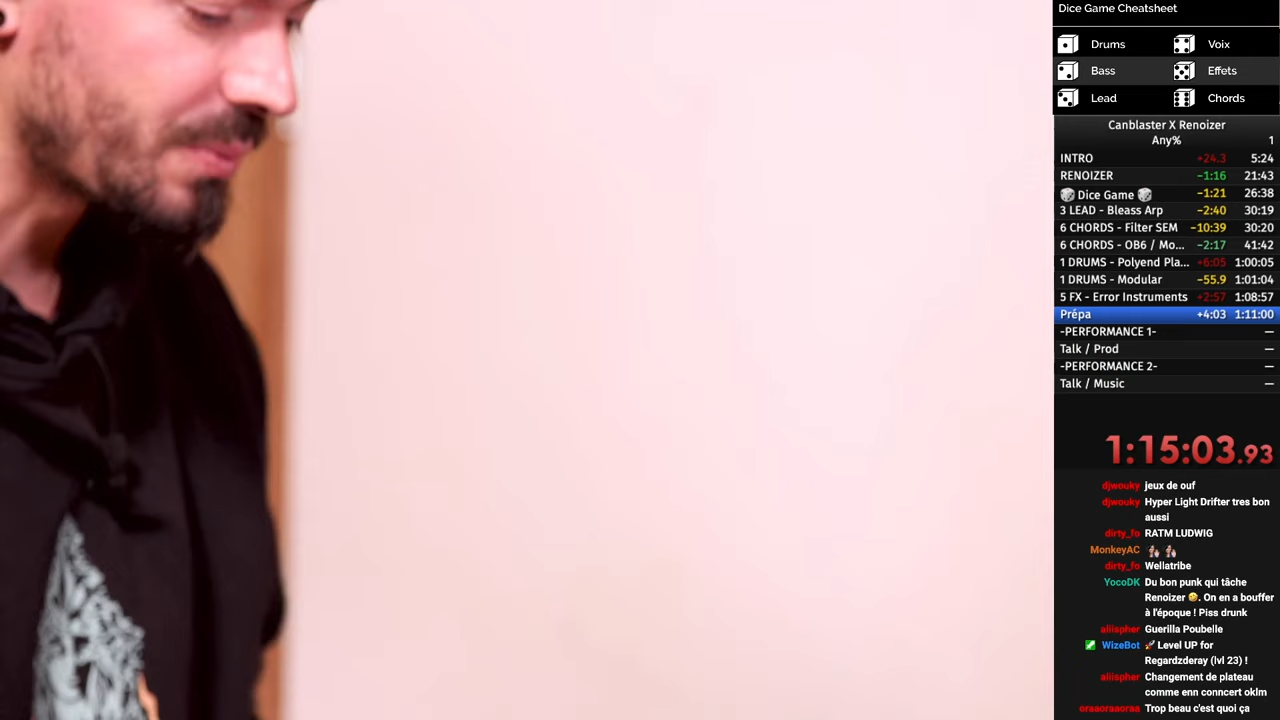 Dice Game Cheatsheet
Drums Voix
Bass Effets
Lead Chords
Canblaster X Renoizer
Any% 1
INTRO +24.3 5:24
RENOIZER −1:16 21:43
Dice Game −1:21 26:38
3 LEAD - Bleass Arp −2:40 30:19
6 CHORDS - Filter SEM −10:39 30:20
6 CHORDS - OB6 / Mo... −2:17 41:42
1 DRUMS - Polyend Pla... +6:05 1:00:05
1 DRUMS - Modular −55.9 1:01:04
5 FX - Error Instruments +2:57 1:08:57
Prépa +4:03 1:11:00
-PERFORMANCE 1- —
Talk / Prod —
-PERFORMANCE 2- —
Talk / Music —
1:15:03.93
djwouky jeux de ouf
djwouky Hyper Light Drifter tres bon
aussi
dirty_fo RATM LUDWIG
MonkeyAC
dirty_fo Wellatribe
YocoDK Du bon punk qui tâche
Renoizer 🤣. On en a bouffer
à l'époque ! Piss drunk
aliispher Guerilla Poubelle
WizeBot 🚀 Level UP for
Regardzderay (lvl 23) !
aliispher Changement de plateau
comme enn conncert oklm
oraoraoraoraa Trop beau c'est quoi ça